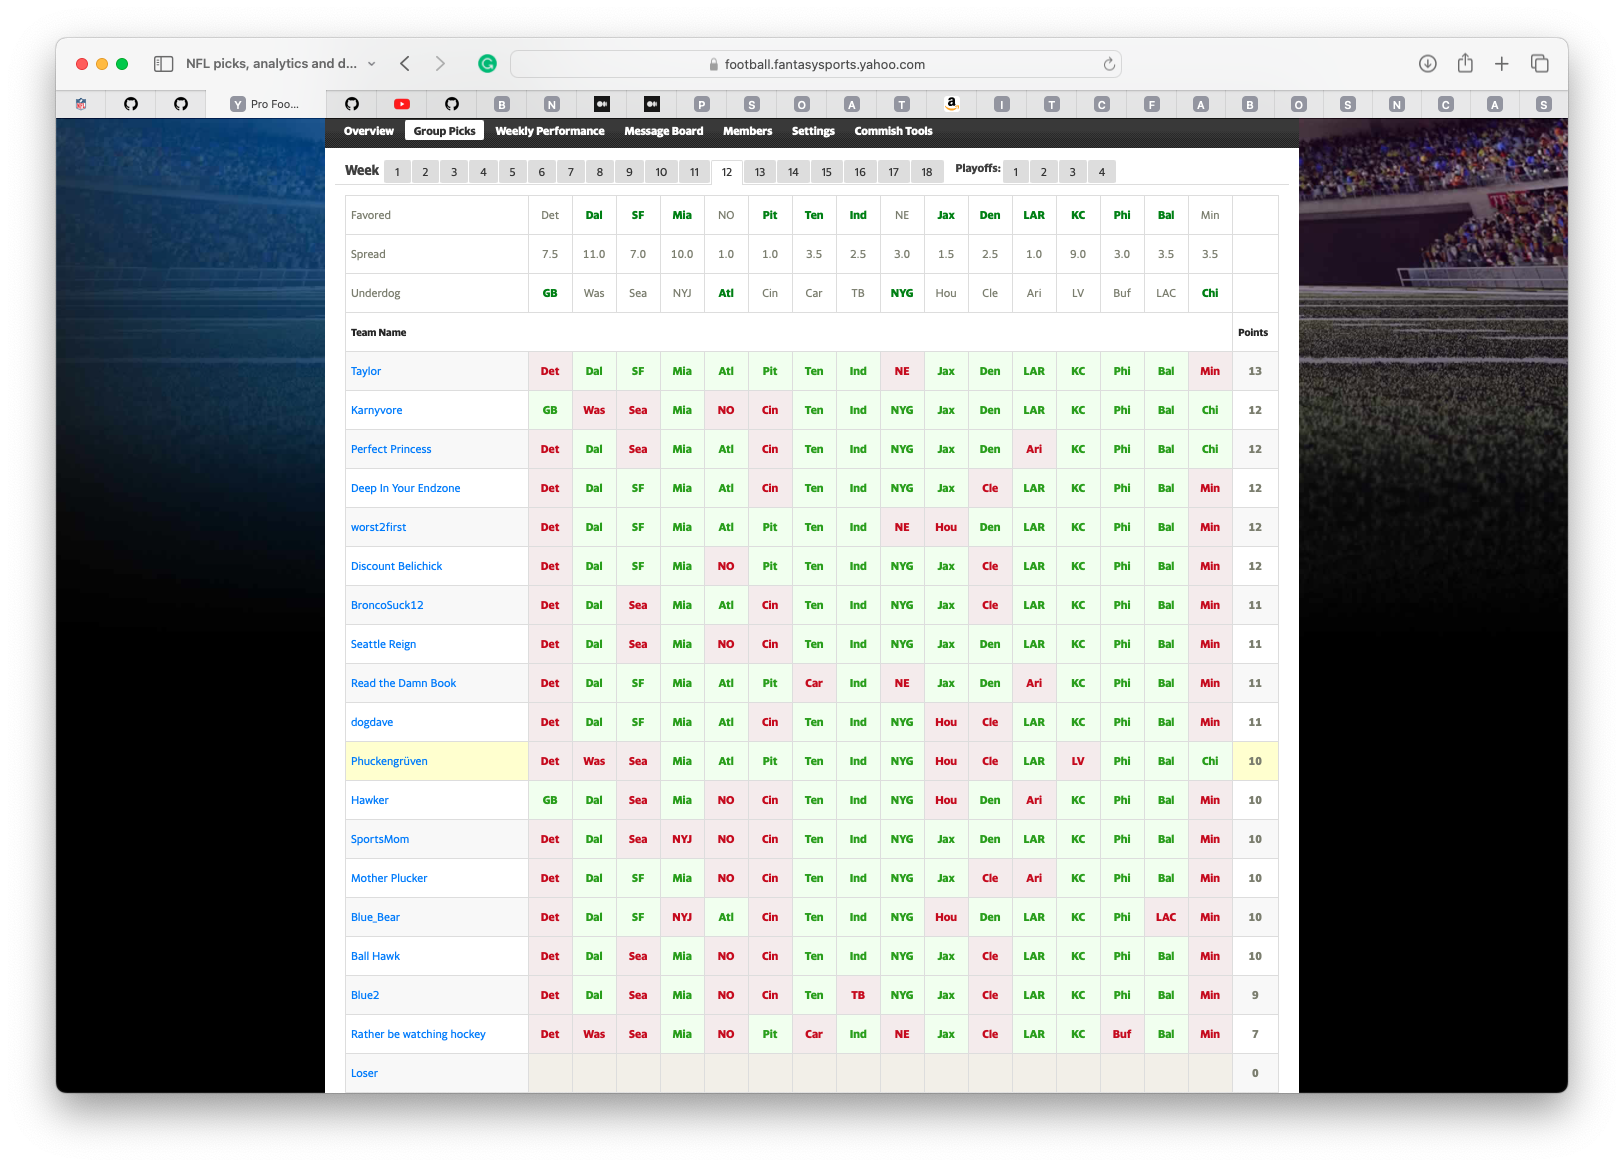 NFL picks, analytics and d...
football.fantasysports.yahoo.com
Y Pro Foo... B N P S O A T a I T C F A B O S N C A S
Overview Group Picks Weekly Performance Message Board Members Settings Commish Tools
Week 1 2 3 4 5 6 7 8 9 10 11 12 13 14 15 16 17 18 Playoffs: 1 2 3 4
Favored Det Dal SF Mia NO Pit Ten Ind NE Jax Den LAR KC Phi Bal Min
Spread 7.5 11.0 7.0 10.0 1.0 1.0 3.5 2.5 3.0 1.5 2.5 1.0 9.0 3.0 3.5 3.5
Underdog GB Was Sea NYJ Atl Cin Car TB NYG Hou Cle Ari LV Buf LAC Chi
Team Name Points
Taylor Det Dal SF Mia Atl Pit Ten Ind NE Jax Den LAR KC Phi Bal Min 13
Karnyvore GB Was Sea Mia NO Cin Ten Ind NYG Jax Den LAR KC Phi Bal Chi 12
Perfect Princess Det Dal Sea Mia Atl Cin Ten Ind NYG Jax Den Ari KC Phi Bal Chi 12
Deep In Your Endzone Det Dal SF Mia Atl Cin Ten Ind NYG Jax Cle LAR KC Phi Bal Min 12
worst2first Det Dal SF Mia Atl Pit Ten Ind NE Hou Den LAR KC Phi Bal Min 12
Discount Belichick Det Dal SF Mia NO Pit Ten Ind NYG Jax Cle LAR KC Phi Bal Min 12
BroncoSuck12 Det Dal Sea Mia Atl Cin Ten Ind NYG Jax Cle LAR KC Phi Bal Min 11
Seattle Reign Det Dal Sea Mia NO Cin Ten Ind NYG Jax Den LAR KC Phi Bal Min 11
Read the Damn Book Det Dal SF Mia Atl Pit Car Ind NE Jax Den Ari KC Phi Bal Min 11
dogdave Det Dal SF Mia Atl Cin Ten Ind NYG Hou Cle LAR KC Phi Bal Min 11
Phuckengrüven Det Was Sea Mia Atl Pit Ten Ind NYG Hou Cle LAR LV Phi Bal Chi 10
Hawker GB Dal Sea Mia NO Cin Ten Ind NYG Hou Den Ari KC Phi Bal Min 10
SportsMom Det Dal Sea NYJ NO Cin Ten Ind NYG Jax Den LAR KC Phi Bal Min 10
Mother Plucker Det Dal SF Mia NO Cin Ten Ind NYG Jax Cle Ari KC Phi Bal Min 10
Blue_Bear Det Dal SF NYJ Atl Cin Ten Ind NYG Hou Den LAR KC Phi LAC Min 10
Ball Hawk Det Dal Sea Mia NO Cin Ten Ind NYG Jax Cle LAR KC Phi Bal Min 10
Blue2 Det Dal Sea Mia NO Cin Ten TB NYG Jax Cle LAR KC Phi Bal Min 9
Rather be watching hockey Det Was Sea Mia NO Pit Car Ind NE Jax Cle LAR KC Buf Bal Min 7
Loser 0